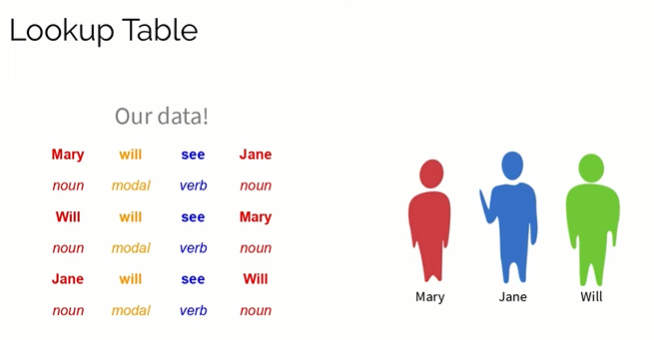 Lookup Table
Our data!
Mary will see Jane
noun modal verb noun
Will will see Mary
noun modal verb noun
Jane will see Will
noun modal verb noun
Mary Jane Will